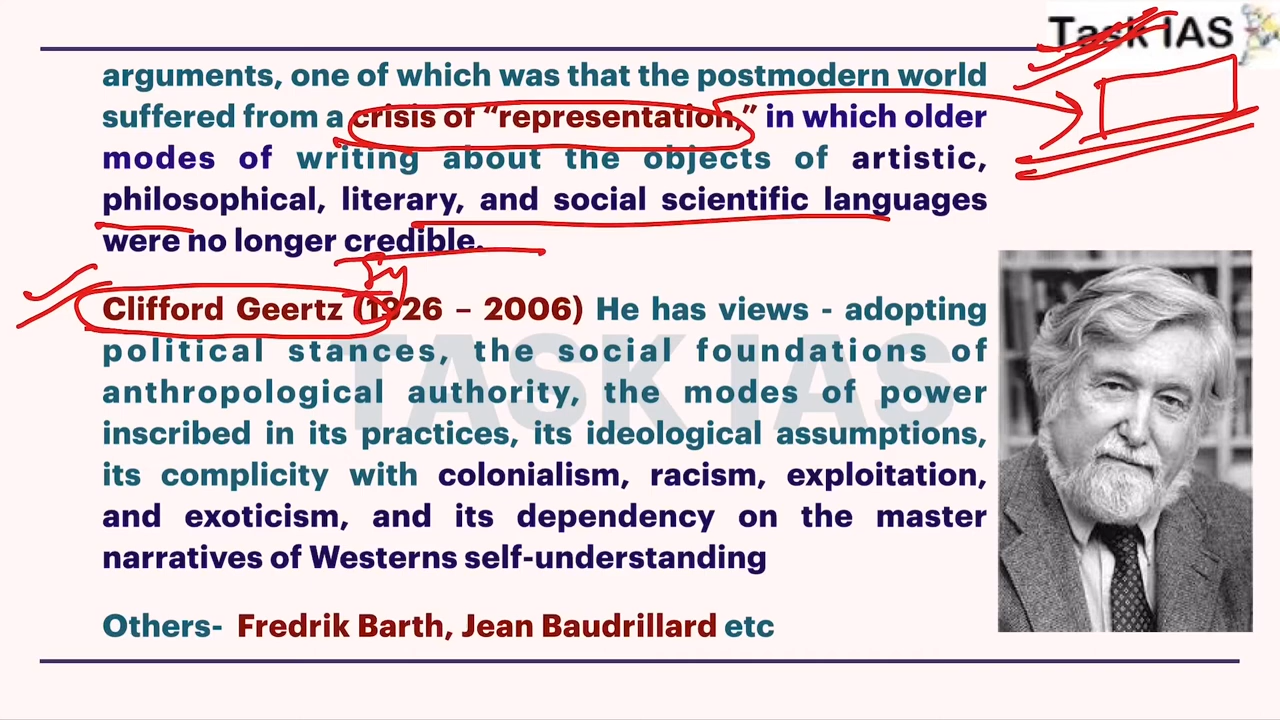 Task IAS
arguments, one of which was that the postmodern world
suffered from a crisis of “representation,” in which older
modes of writing about the objects of artistic,
philosophical, literary, and social scientific languages
were no longer credible.
Clifford Geertz (1926 – 2006) He has views - adopting
political stances, the social foundations of
anthropological authority, the modes of power
inscribed in its practices, its ideological assumptions,
its complicity with colonialism, racism, exploitation,
and exoticism, and its dependency on the master
narratives of Westerns self-understanding
Others- Fredrik Barth, Jean Baudrillard etc
TASK IAS